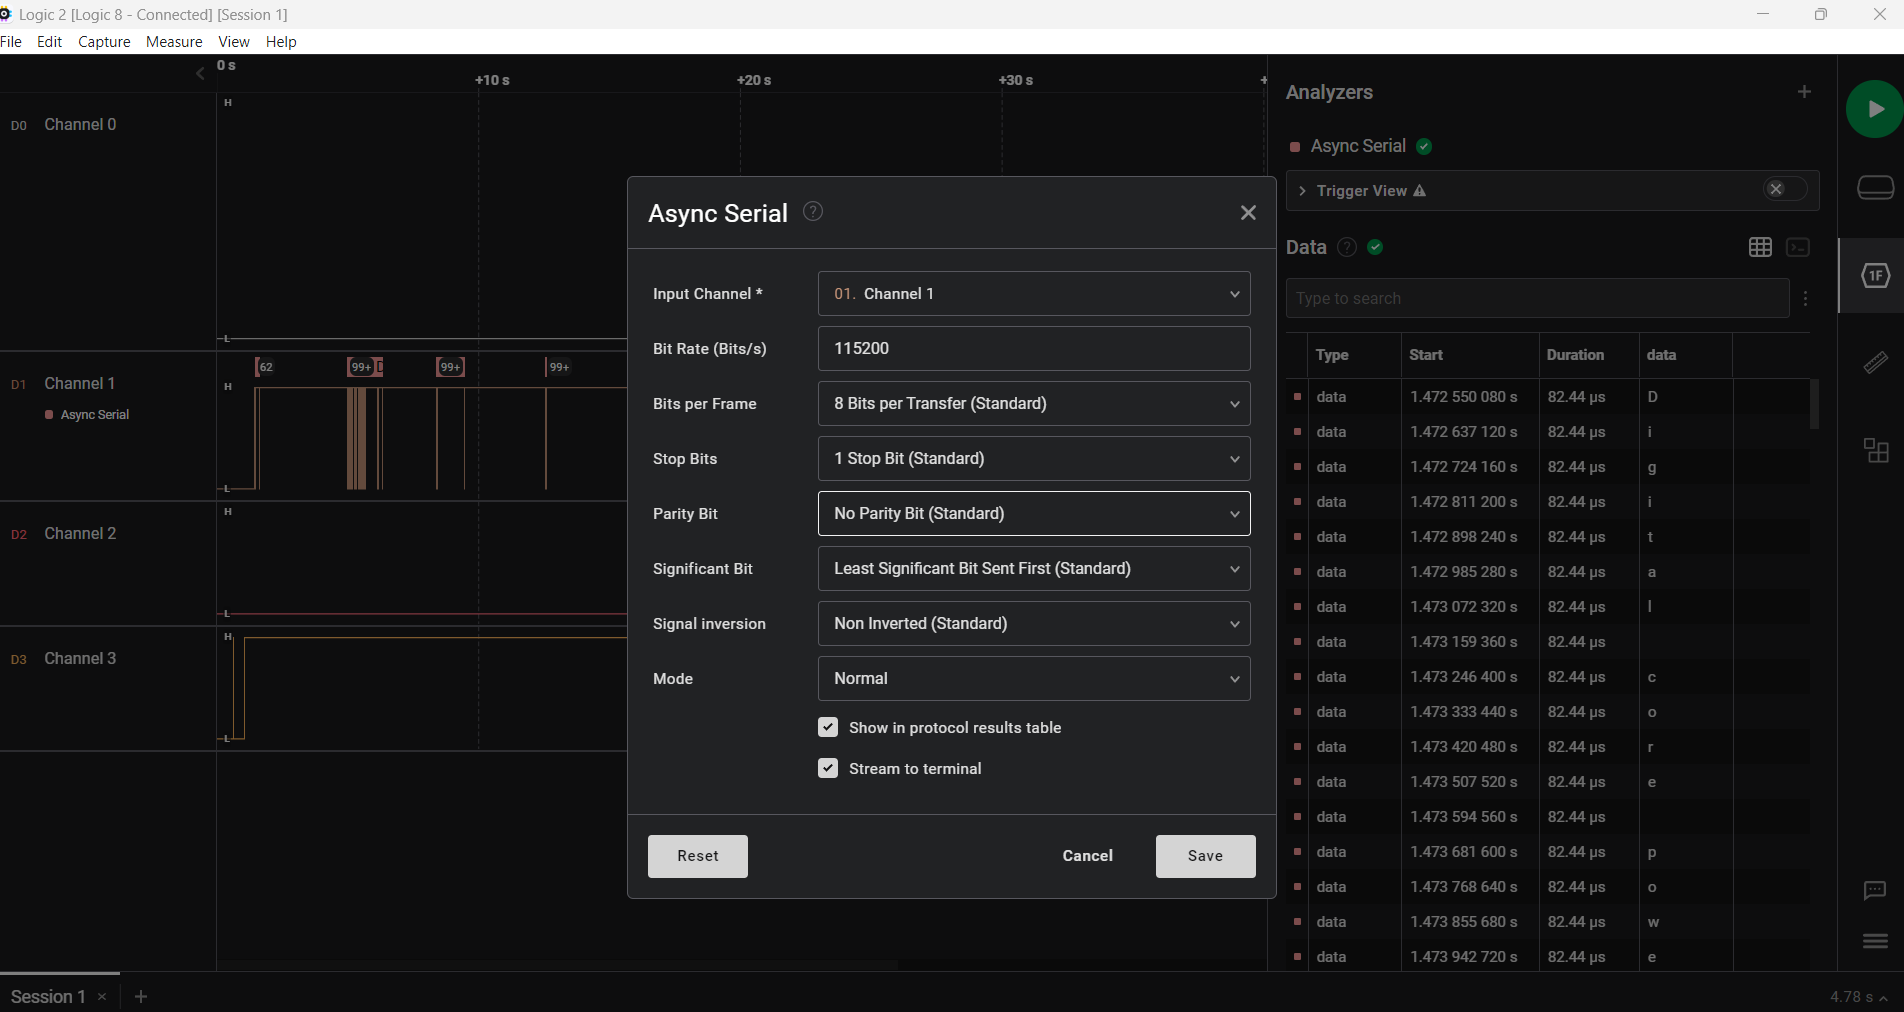 Logic 2 [Logic 8 - Connected] [Session 1]
File Edit Capture Measure View Help
0 s
+10 s +20 s +30 s +
D0 Channel 0
H
L
D1 Channel 1
Async Serial
62 99+ D 99+ 99+
H
L
D2 Channel 2
H
L
D3 Channel 3
H
L
Async Serial ?
Input Channel * 01. Channel 1
Bit Rate (Bits/s) 115200
Bits per Frame 8 Bits per Transfer (Standard)
Stop Bits 1 Stop Bit (Standard)
Parity Bit No Parity Bit (Standard)
Significant Bit Least Significant Bit Sent First (Standard)
Signal inversion Non Inverted (Standard)
Mode Normal
Show in protocol results table
Stream to terminal
Reset Cancel Save
Analyzers +
Async Serial
Trigger View
Data ?
Type to search
1F
Type Start Duration data
data 1.472 550 080 s 82.44 µs D
data 1.472 637 120 s 82.44 µs i
data 1.472 724 160 s 82.44 µs g
data 1.472 811 200 s 82.44 µs i
data 1.472 898 240 s 82.44 µs t
data 1.472 985 280 s 82.44 µs a
data 1.473 072 320 s 82.44 µs l
data 1.473 159 360 s 82.44 µs
data 1.473 246 400 s 82.44 µs c
data 1.473 333 440 s 82.44 µs o
data 1.473 420 480 s 82.44 µs r
data 1.473 507 520 s 82.44 µs e
data 1.473 594 560 s 82.44 µs
data 1.473 681 600 s 82.44 µs p
data 1.473 768 640 s 82.44 µs o
data 1.473 855 680 s 82.44 µs w
data 1.473 942 720 s 82.44 µs e
Session 1 × +
4.78 s